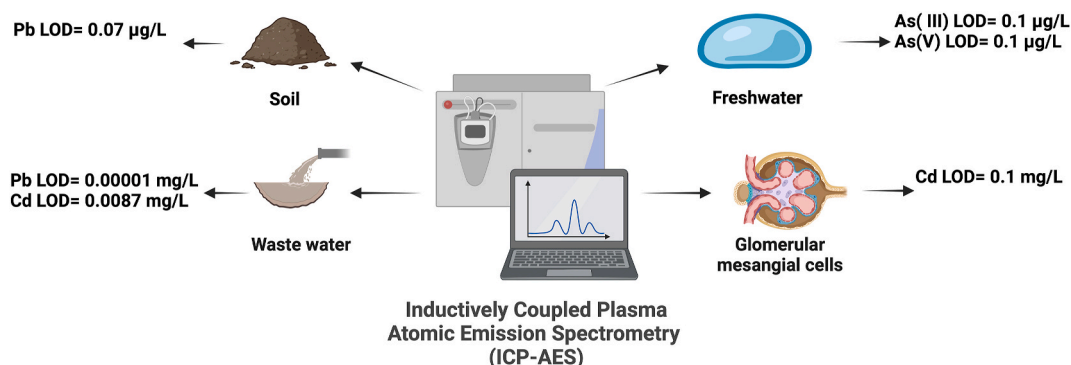 Pb LOD= 0.07 µg/L
Soil
As( III) LOD= 0.1 µg/L
As(V) LOD= 0.1 µg/L
Freshwater
Pb LOD= 0.00001 mg/L
Cd LOD= 0.0087 mg/L
Waste water
Cd LOD= 0.1 mg/L
Glomerular
mesangial cells
Inductively Coupled Plasma
Atomic Emission Spectrometry
(ICP-AES)